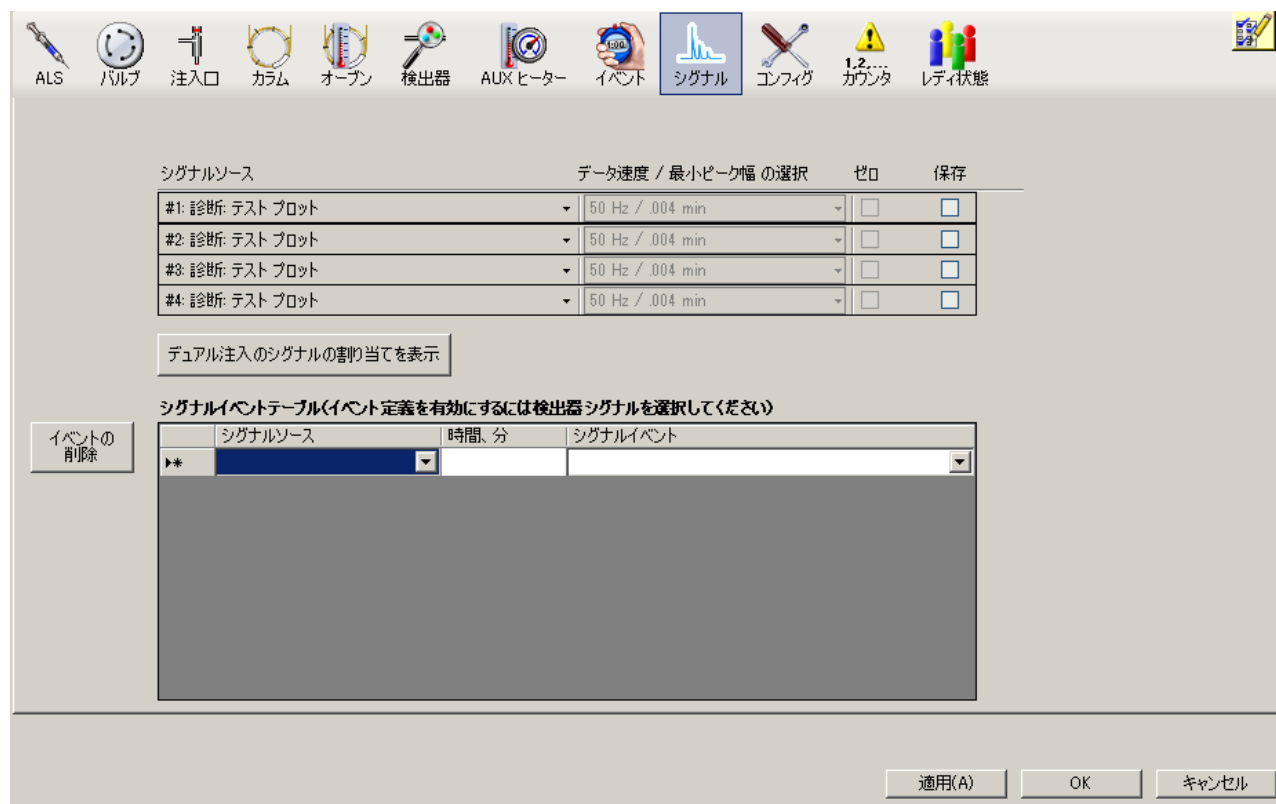 ALS バルブ 注入口 カラム オーブン 検出器 AUX ヒーター イベント シグナル コンフィグ 1,2,... カウンタ レディ状態
シグナルソース データ速度 / 最小ピーク幅 の選択 ゼロ 保存
#1: 診断: テスト プロット 50 Hz / .004 min
#2: 診断: テスト プロット 50 Hz / .004 min
#3: 診断: テスト プロット 50 Hz / .004 min
#4: 診断: テスト プロット 50 Hz / .004 min
デュアル注入のシグナルの割り当てを表示
シグナルイベントテーブル(イベント定義を有効にするには検出器シグナルを選択してください)
イベントの
削除
シグナルソース 時間、分 シグナルイベント
適用(A) OK キャンセル